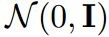 𝒩(0, 𝐈)